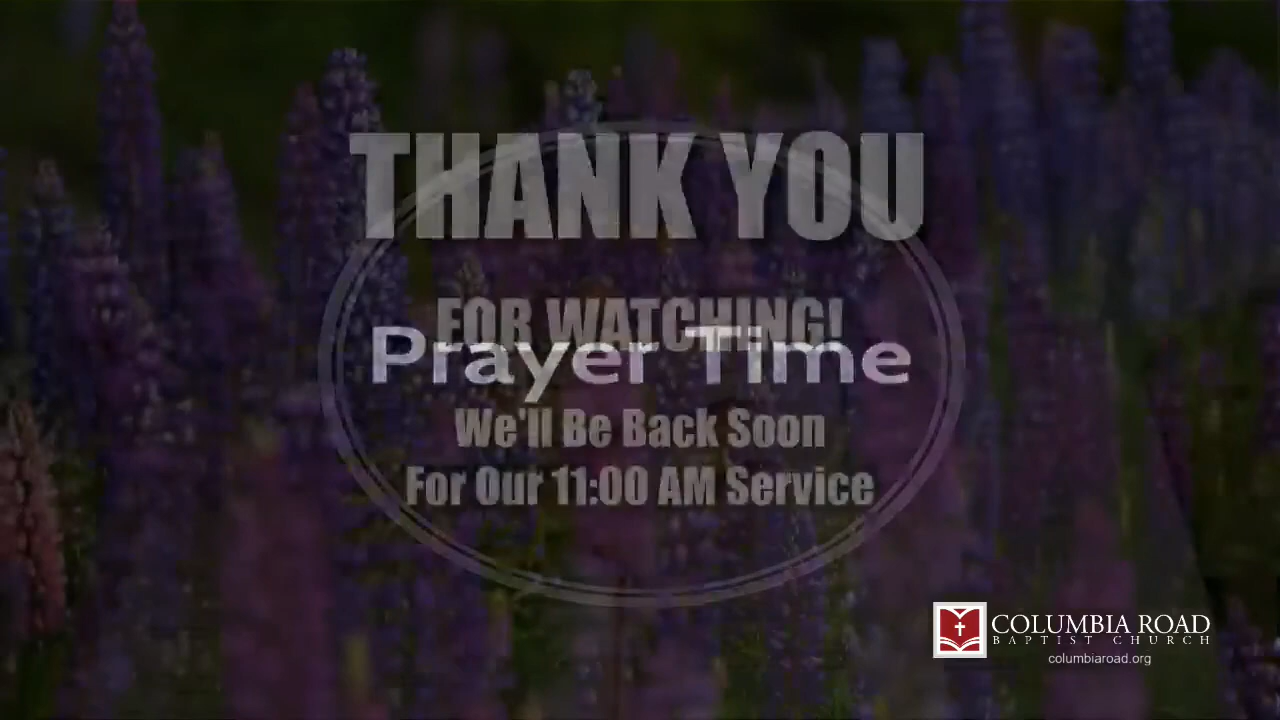 THANK YOU
FOR WATCHING!
Prayer Time
We'll Be Back Soon
For Our 11:00 AM Service
COLUMBIA ROAD
BAPTIST CHURCH
columbiaroad.org